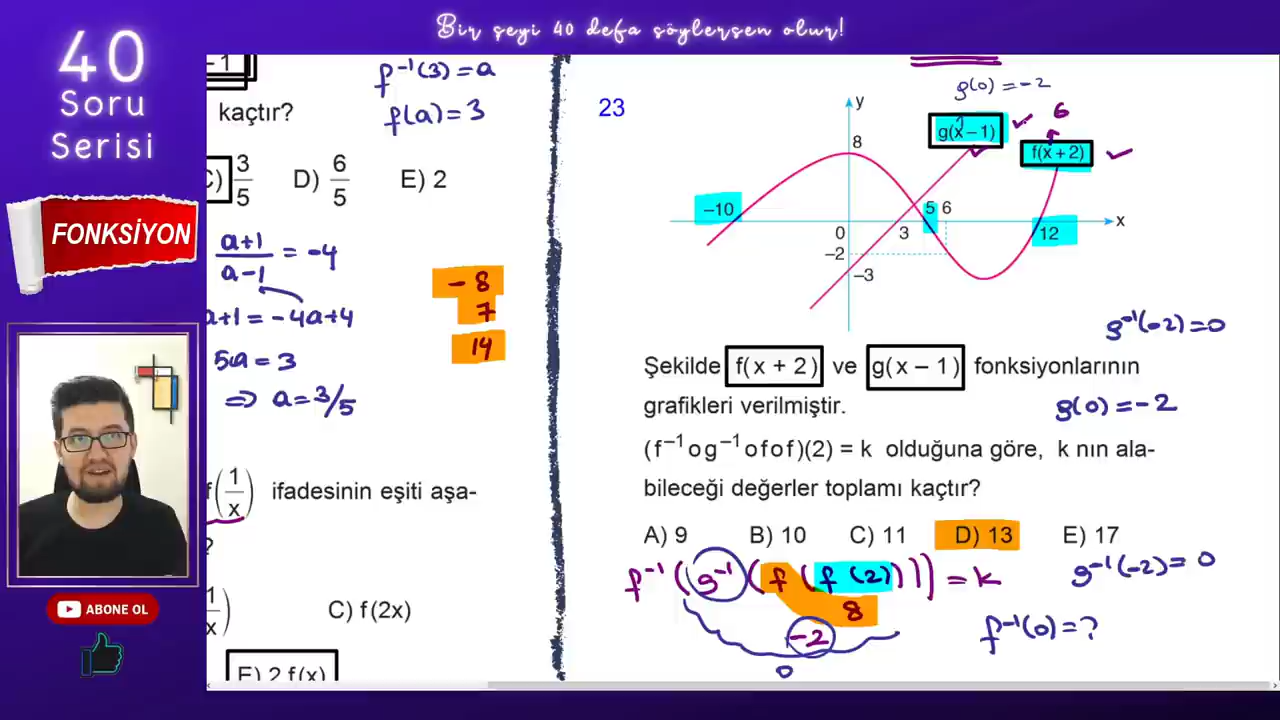 Bir şeyi 40 defa söylersen olur!
40
Soru
Serisi
FONKSİYON
ABONE OL
–1
kaçtır?
f⁻¹(3) = a
f(a) = 3
C) 3/5 D) 6/5 E) 2
a+1/a-1 = -4
a+1 = -4a+4
5a = 3
⇒ a = 3/5
-8
7
14
f(1/x) ifadesinin eşiti aşa-
?
C) f(2x)
E) 2 f(x)
23
g(0) = -2
y
6
g(x – 1)
8
f(x + 2)
–10
5 6
x
0
3
12
–2
–3
g⁻¹(-2) = 0
Şekilde f(x + 2) ve g(x – 1) fonksiyonlarının
grafikleri verilmiştir.
g(0) = -2
(f⁻¹og⁻¹ofof)(2) = k olduğuna göre, k nın ala-
bileceği değerler toplamı kaçtır?
A) 9 B) 10 C) 11 D) 13 E) 17
f⁻¹(g⁻¹(f(f(2)))) = k
g⁻¹(-2) = 0
8
-2
f⁻¹(0) = ?
0